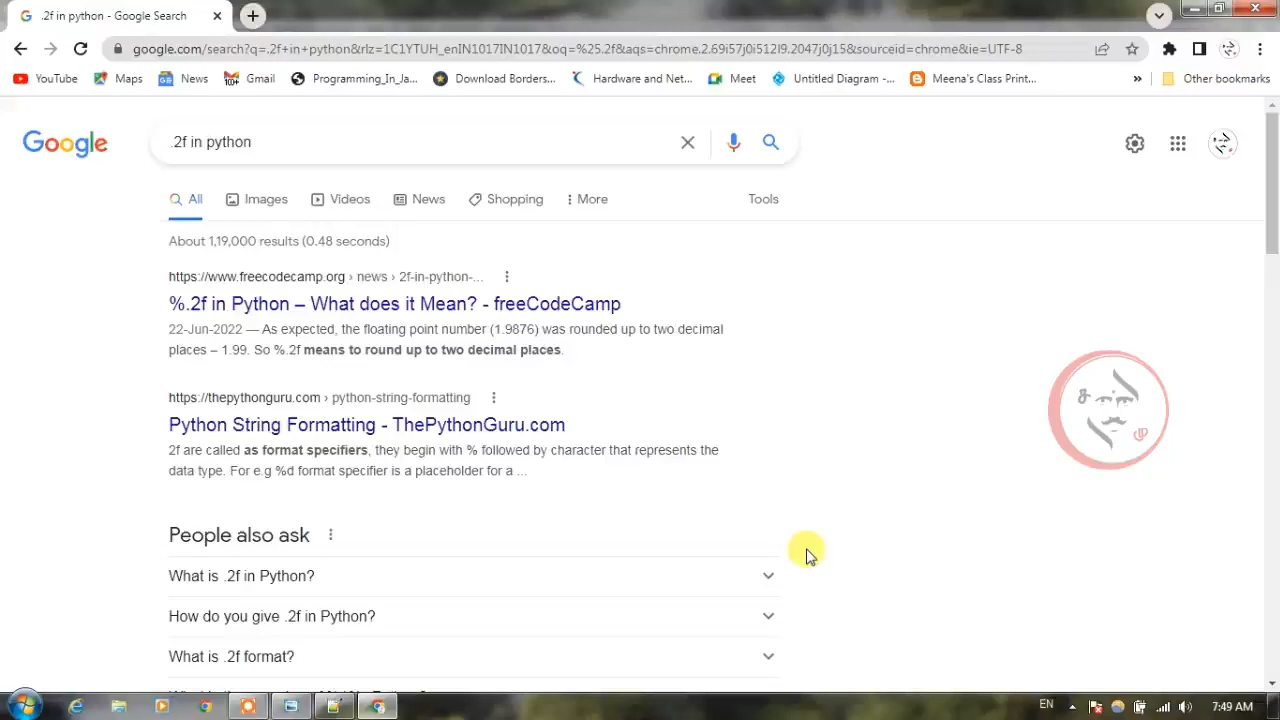 .2f in python - Google Search
google.com/search?q=.2f+in+python&rlz=1C1YTUH_enIN1017IN1017&oq=%25.2f&aqs=chrome.2.69i57j0i512l9.2047j0j15&sourceid=chrome&ie=UTF-8
YouTube Maps News Gmail Programming_In_Ja... Download Borders... Hardware and Net... Meet Untitled Diagram -... Meena's Class Print... » Other bookmarks
Google .2f in python
All Images Videos News Shopping More Tools
About 1,19,000 results (0.48 seconds)
https://www.freecodecamp.org › news › 2f-in-python-...
%.2f in Python – What does it Mean? - freeCodeCamp
22-Jun-2022 — As expected, the floating point number (1.9876) was rounded up to two decimal
places – 1.99. So %.2f means to round up to two decimal places.
https://thepythonguru.com › python-string-formatting
Python String Formatting - ThePythonGuru.com
2f are called as format specifiers, they begin with % followed by character that represents the
data type. For e.g %d format specifier is a placeholder for a ...
People also ask
What is .2f in Python?
How do you give .2f in Python?
What is .2f format?
EN 7:49 AM